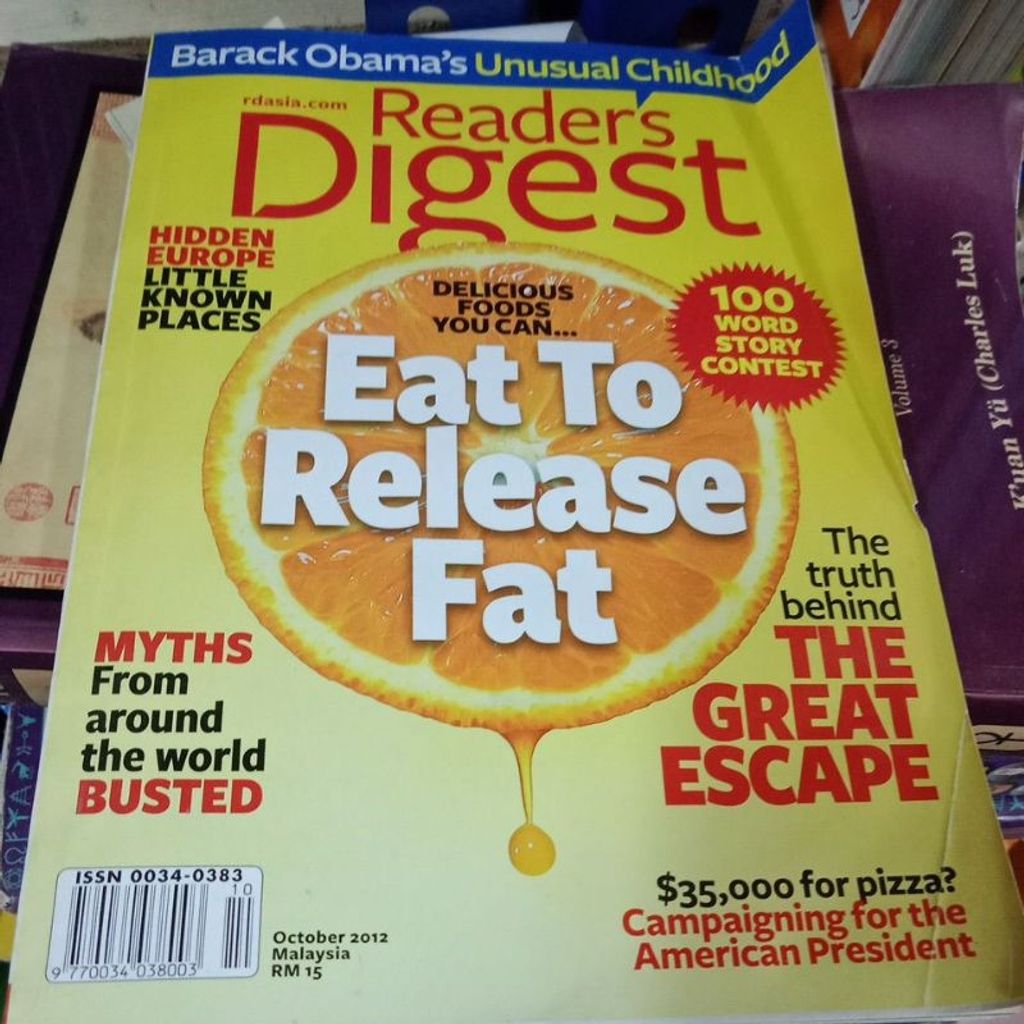 Barack Obama's Unusual Childhood
rdasia.com
Readers
Digest
HIDDEN
EUROPE
LITTLE
KNOWN
PLACES
DELICIOUS
FOODS
YOU CAN...
Eat To
Release
Fat
100
WORD
STORY
CONTEST
The
truth
behind
THE
GREAT
ESCAPE
MYTHS
From
around
the world
BUSTED
ISSN 0034-0383
10
9 770034 038003
October 2012
Malaysia
RM 15
$35,000 for pizza?
Campaigning for the
American President
Volume 3
K'uan Yü (Charles Luk)